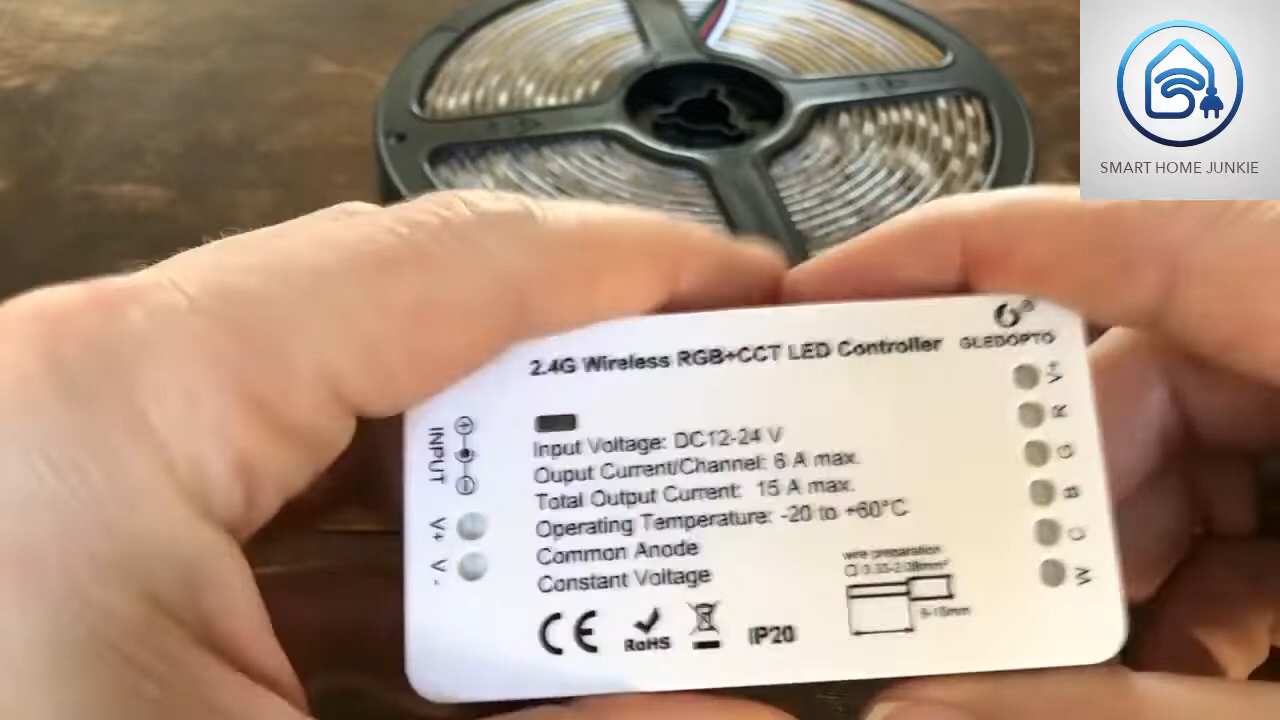 SMART HOME JUNKIE
GLEDOPTO
2.4G Wireless RGB+CCT LED Controller
Input Voltage: DC12-24 V
Ouput Current/Channel: 6 A max.
Total Output Current: 15 A max.
Operating Temperature: -20 to +60°C
Common Anode
Constant Voltage
CE
RoHS
IP20
wire preparation
INPUT
V+
V-
V+
R
G
B
C
W